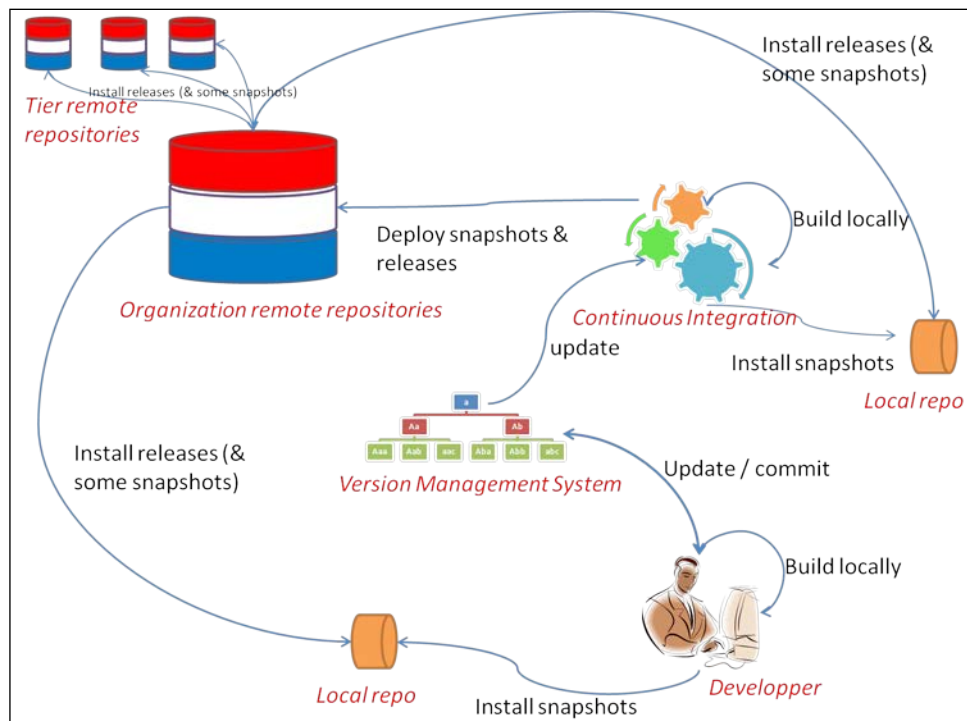 Install releases (&
some snapshots)
Install releases (& some snapshots)
Tier remote
repositories
Build locally
Deploy snapshots &
releases
Organization remote repositories
Continuous Integration
update
Install snapshots
Local repo
a
Aa
Ab
Aaa
Aab
aac
Aba
Abb
abc
Install releases (&
some snapshots)
Version Management System
Update / commit
Build locally
Local repo
Developper
Install snapshots